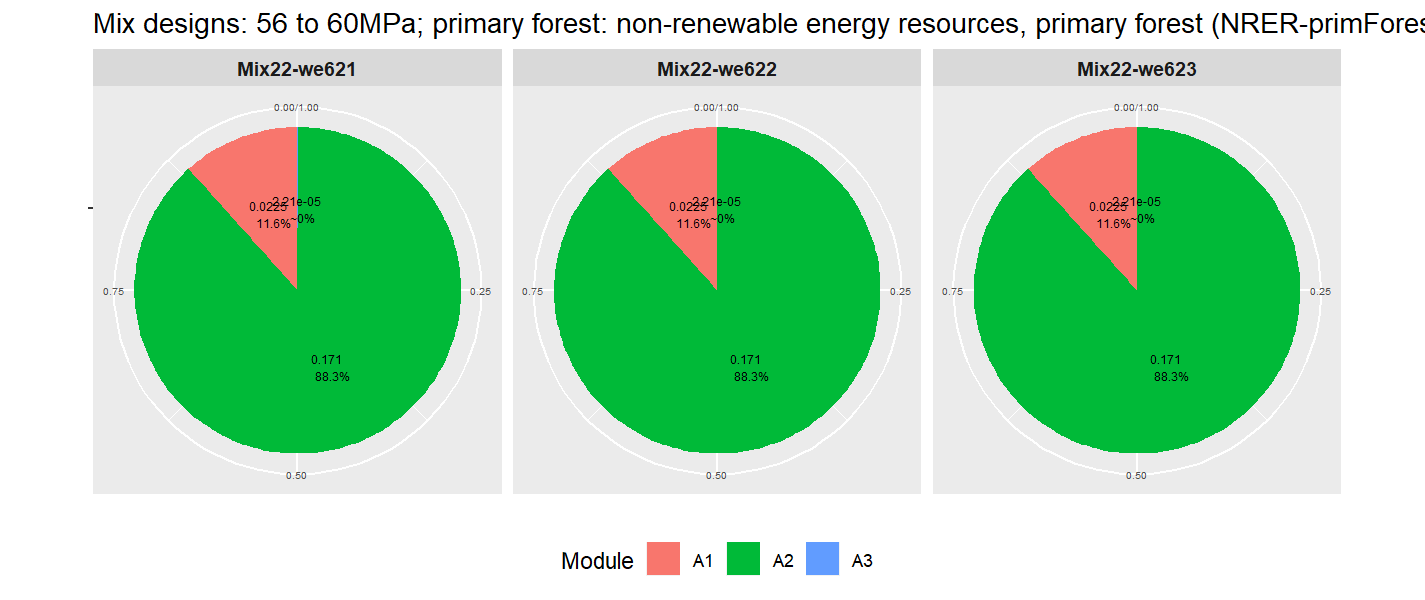 Mix designs: 56 to 60MPa; primary forest: non-renewable energy resources, primary forest (NRER-primFores
Mix22-we621 Mix22-we622 Mix22-we623
0.00/1.00 0.00/1.00 0.00/1.00
0.0225 2.21e-05 0.0225 2.21e-05 0.0225 2.21e-05
11.6% ~0% 11.6% ~0% 11.6% ~0%
0.75 0.25 0.75 0.25 0.75 0.25
0.171 0.171 0.171
88.3% 88.3% 88.3%
0.50 0.50 0.50
Module A1 A2 A3